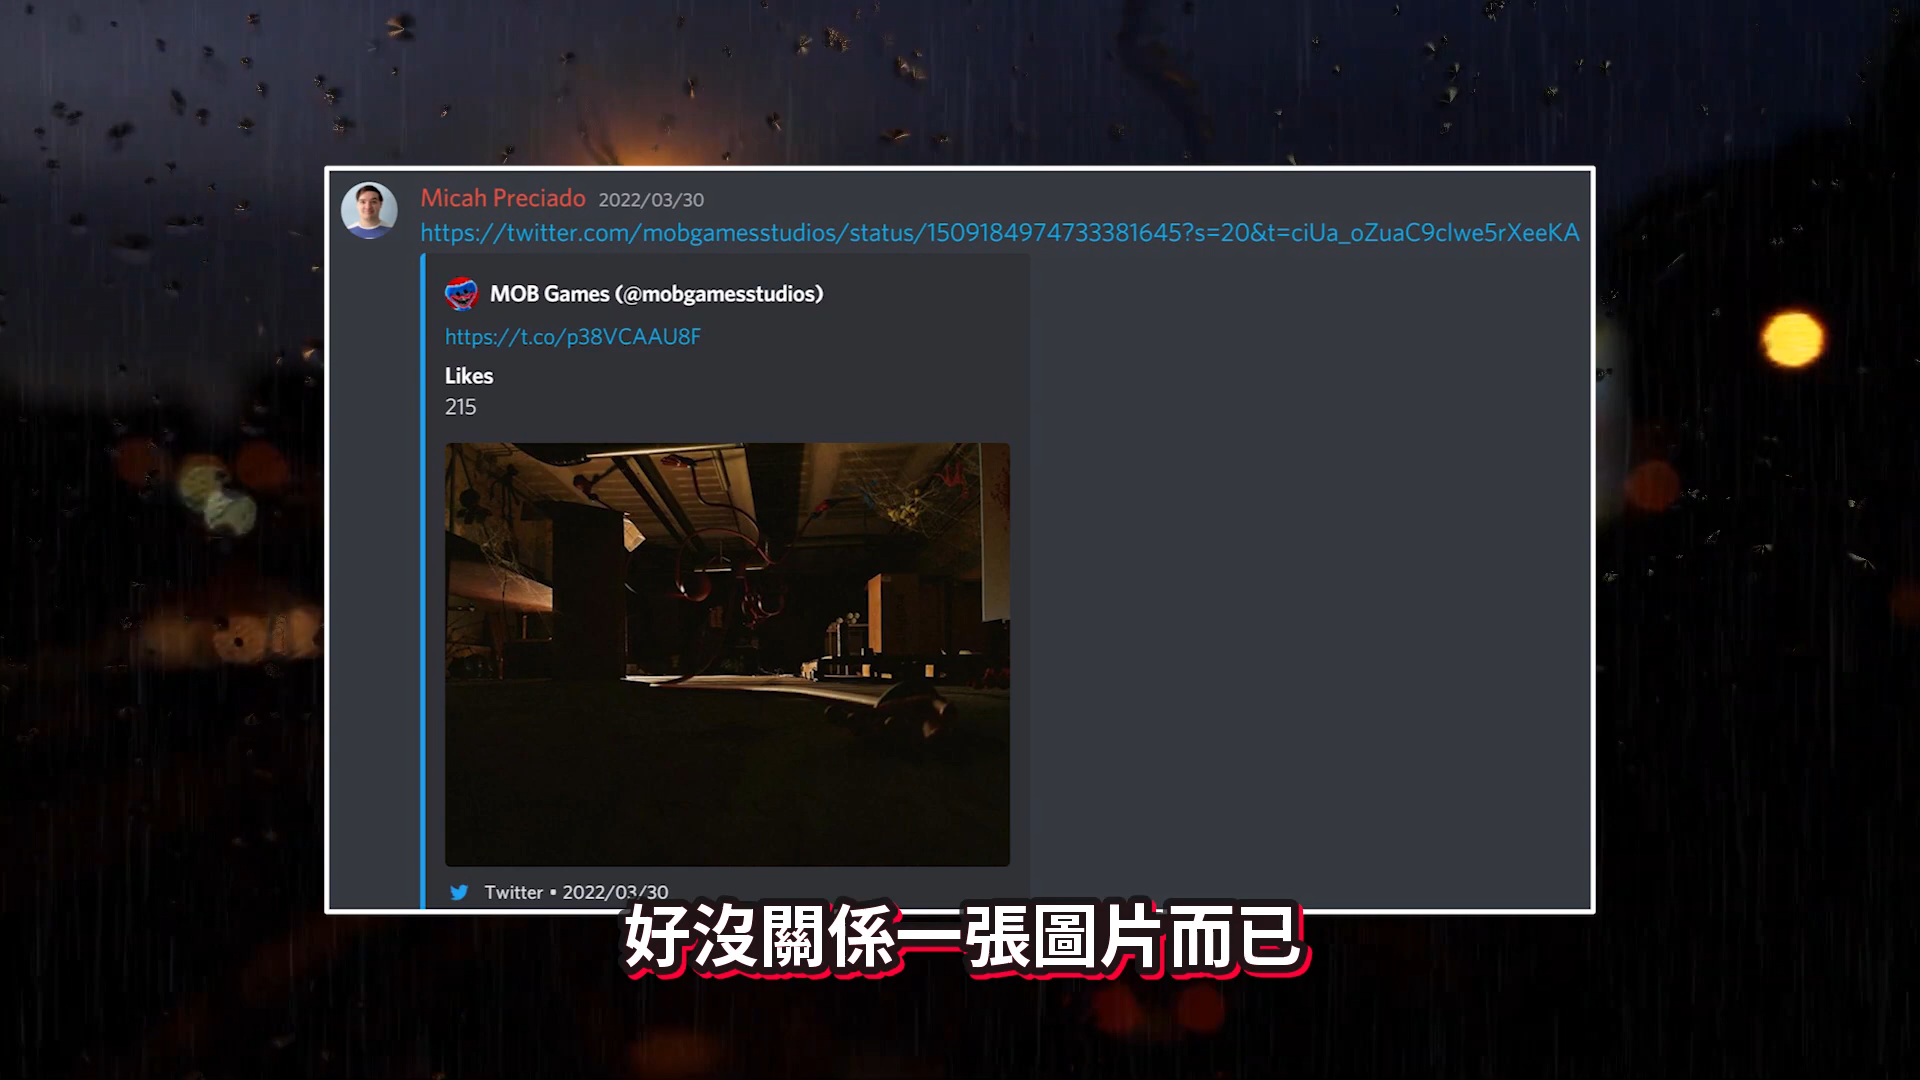 Micah Preciado 2022/03/30
https://twitter.com/mobgamesstudios/status/1509184974733381645?s=20&t=ciUa_oZuaC9clwe5rXeeKA
MOB Games (@mobgamesstudios)
https://t.co/p38VCAAU8F
Likes
215
Twitter • 2022/03/30
好沒關係一張圖片而已